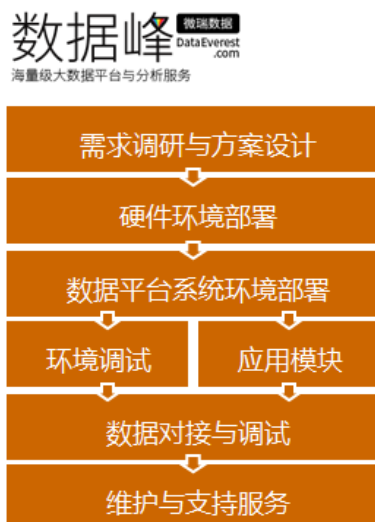 数据峰
微瑞数据
DataEverest
.com
海量级大数据平台与分析服务
需求调研与方案设计
硬件环境部署
数据平台系统环境部署
环境调试 应用模块
数据对接与调试
维护与支持服务